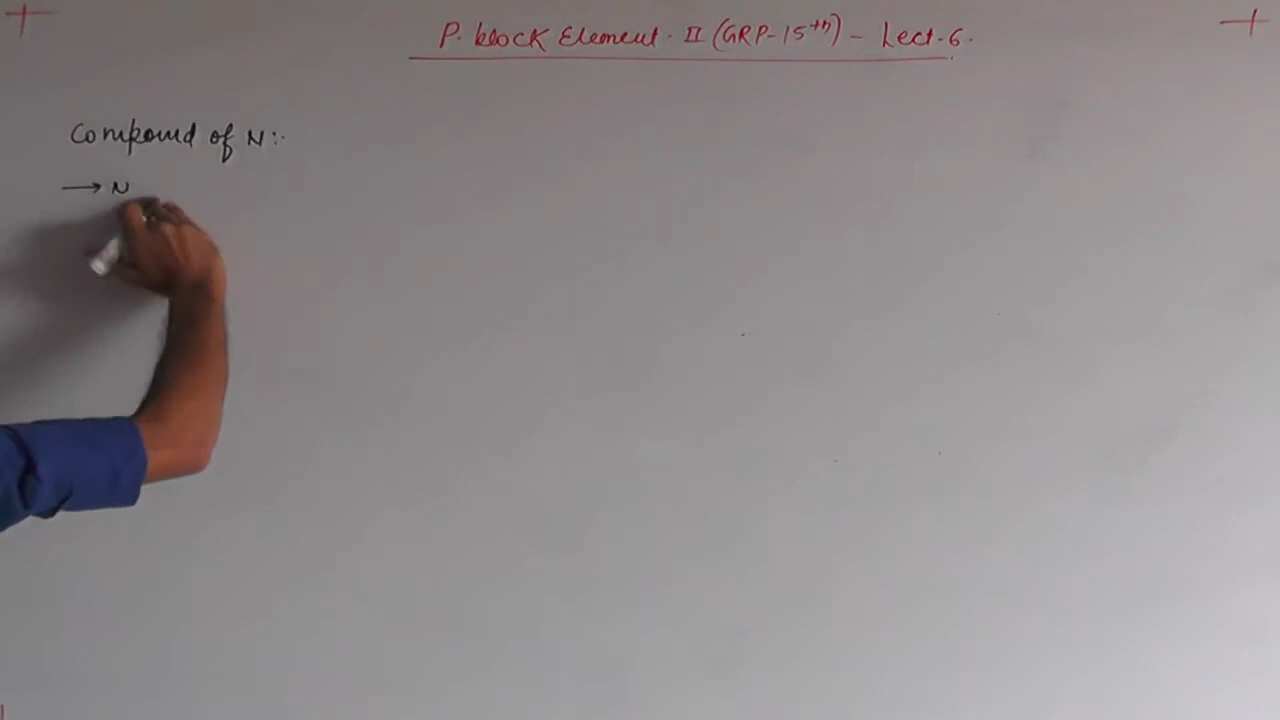 P. block Element. II (GRP-15th) - Lect. 6.
Compound of N:-
→ N